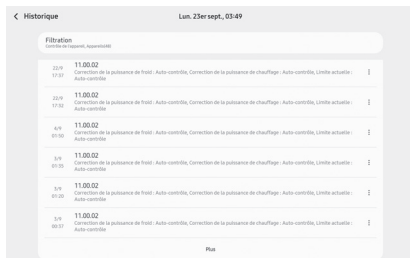 Historique
Lun. 23er sept., 03:49
Filtration
Contrôle de l'appareil, Appareils(All)
22/9
17:37
11.00.02
Correction de la puissance de froid : Auto-contrôle, Correction de la puissance de chauffage : Auto-contrôle, Limite actuelle :
Auto-contrôle
22/9
17:02
11.00.02
Correction de la puissance de froid : Auto-contrôle, Correction de la puissance de chauffage : Auto-contrôle, Limite actuelle :
Auto-contrôle
4/9
01:50
11.00.02
Correction de la puissance de froid : Auto-contrôle, Correction de la puissance de chauffage : Auto-contrôle, Limite actuelle :
Auto-contrôle
3/9
01:35
11.00.02
Correction de la puissance de froid : Auto-contrôle, Correction de la puissance de chauffage : Auto-contrôle, Limite actuelle :
Auto-contrôle
3/9
01:20
11.00.02
Correction de la puissance de froid : Auto-contrôle, Correction de la puissance de chauffage : Auto-contrôle, Limite actuelle :
Auto-contrôle
3/9
00:57
11.00.02
Correction de la puissance de froid : Auto-contrôle, Correction de la puissance de chauffage : Auto-contrôle, Limite actuelle :
Auto-contrôle
Plus